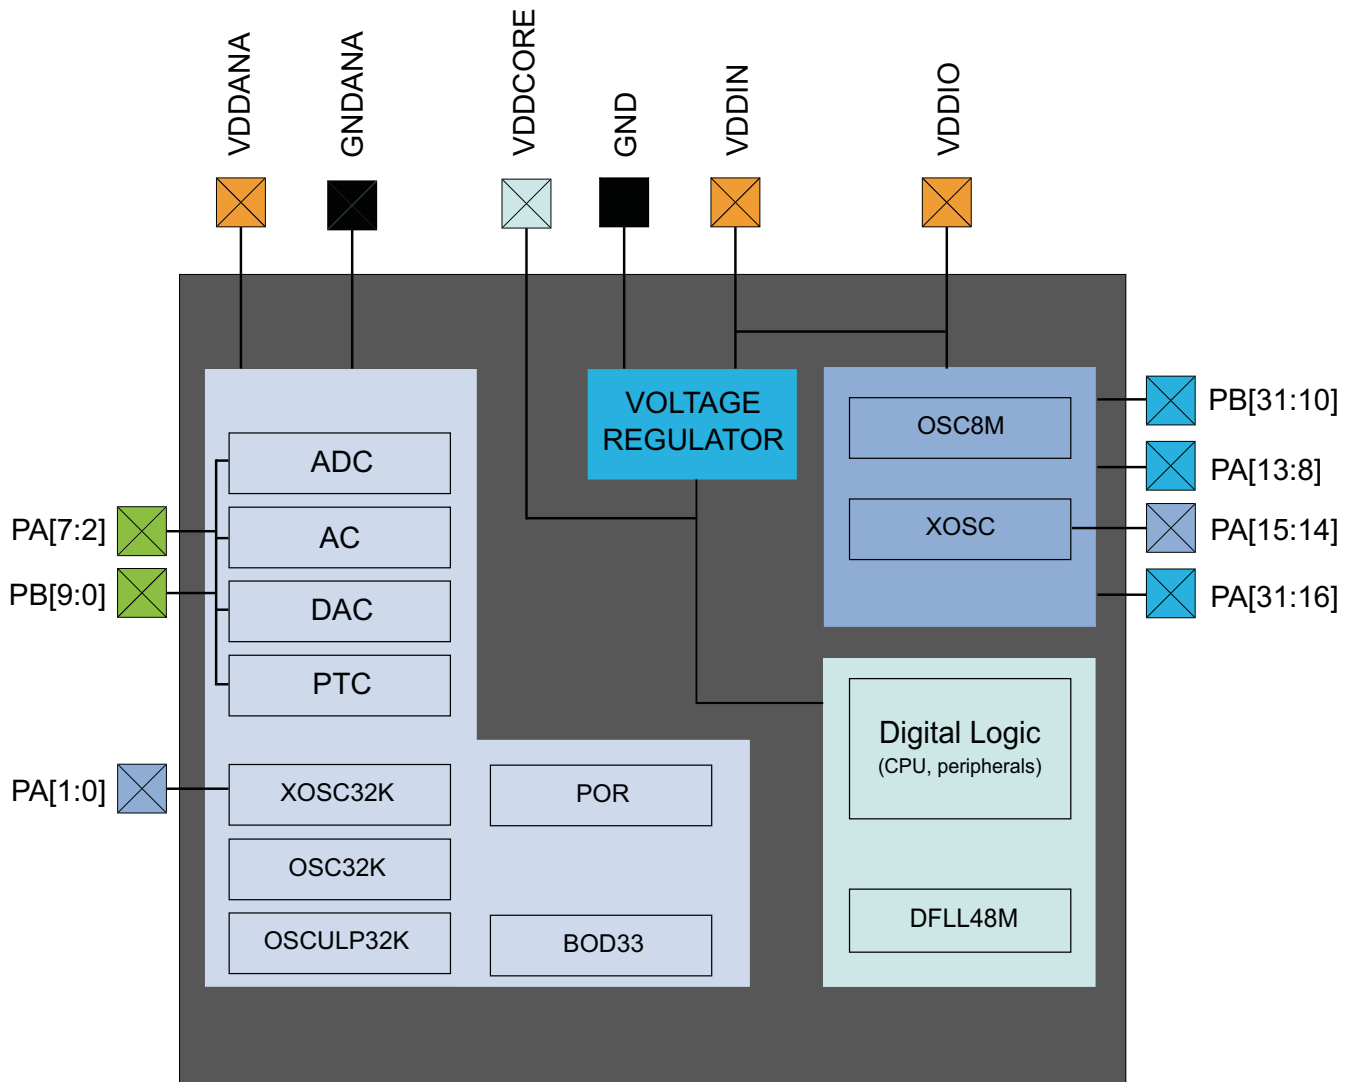 VDDANA
GNDANA
VDDCORE
GND
VDDIN
VDDIO
VOLTAGE
REGULATOR
OSC8M
XOSC
PB[31:10]
PA[13:8]
PA[15:14]
PA[31:16]
ADC
AC
DAC
PTC
PA[7:2]
PB[9:0]
PA[1:0]
XOSC32K
OSC32K
OSCULP32K
POR
BOD33
Digital Logic
(CPU, peripherals)
DFLL48M